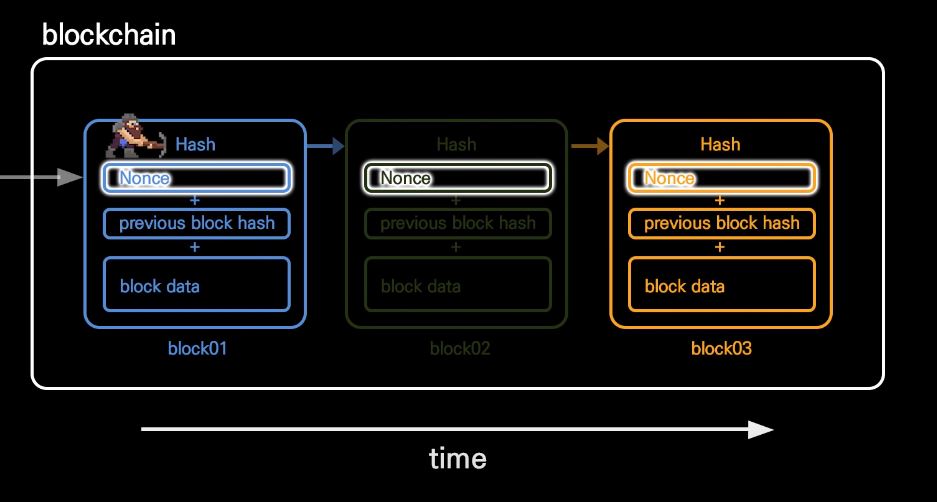 blockchain
Hash
Nonce
+
previous block hash
+
block data
block01
Hash
Nonce
+
previous block hash
+
block data
block02
Hash
Nonce
+
previous block hash
+
block data
block03
time